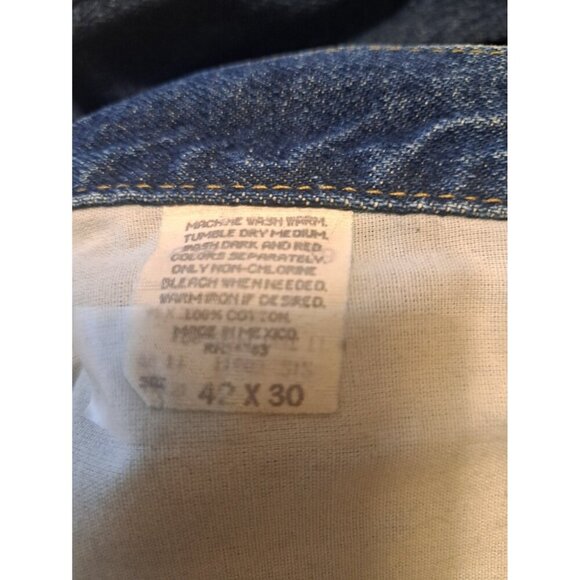 MACHINE WASH WARM.
TUMBLE DRY MEDIUM.
WASH DARK AND RED
COLORS SEPARATELY.
ONLY NON-CHLORINE
BLEACH WHEN NEEDED.
WARM IRON IF DESIRED.
100% COTTON.
MADE IN MEXICO.
42 X 30